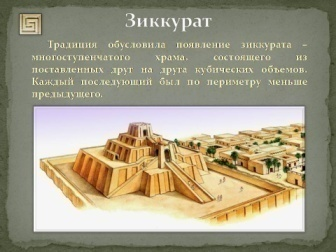 Зиккурат
Традиция обусловила появление зиккурата –
многоступенчатого храма, состоящего из
поставленных друг на друга кубических объемов.
Каждый последующий был по периметру меньше
предыдущего.